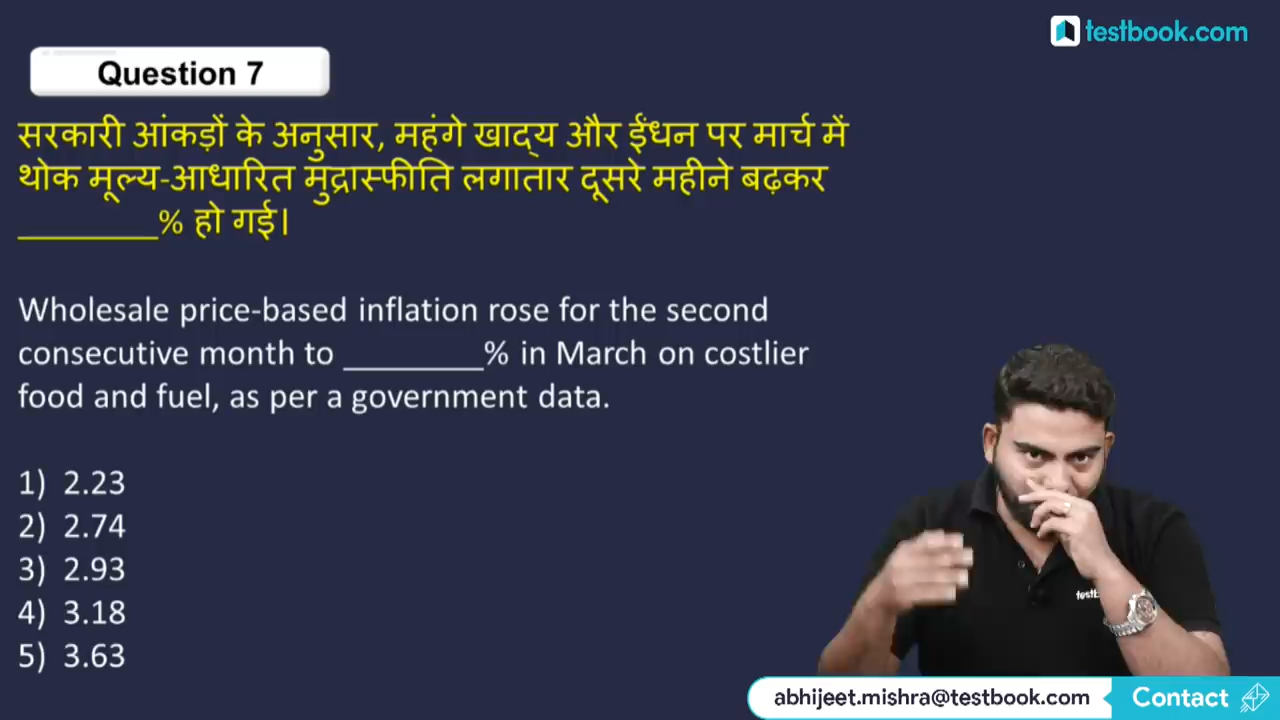 testbook.com
Question 7
सरकारी आंकड़ों के अनुसार, महंगे खाद्य और ईंधन पर मार्च में
थोक मूल्य-आधारित मुद्रास्फीति लगातार दूसरे महीने बढ़कर
________% हो गई।
Wholesale price-based inflation rose for the second
consecutive month to ________% in March on costlier
food and fuel, as per a government data.
1) 2.23
2) 2.74
3) 2.93
4) 3.18
5) 3.63
abhijeet.mishra@testbook.com Contact